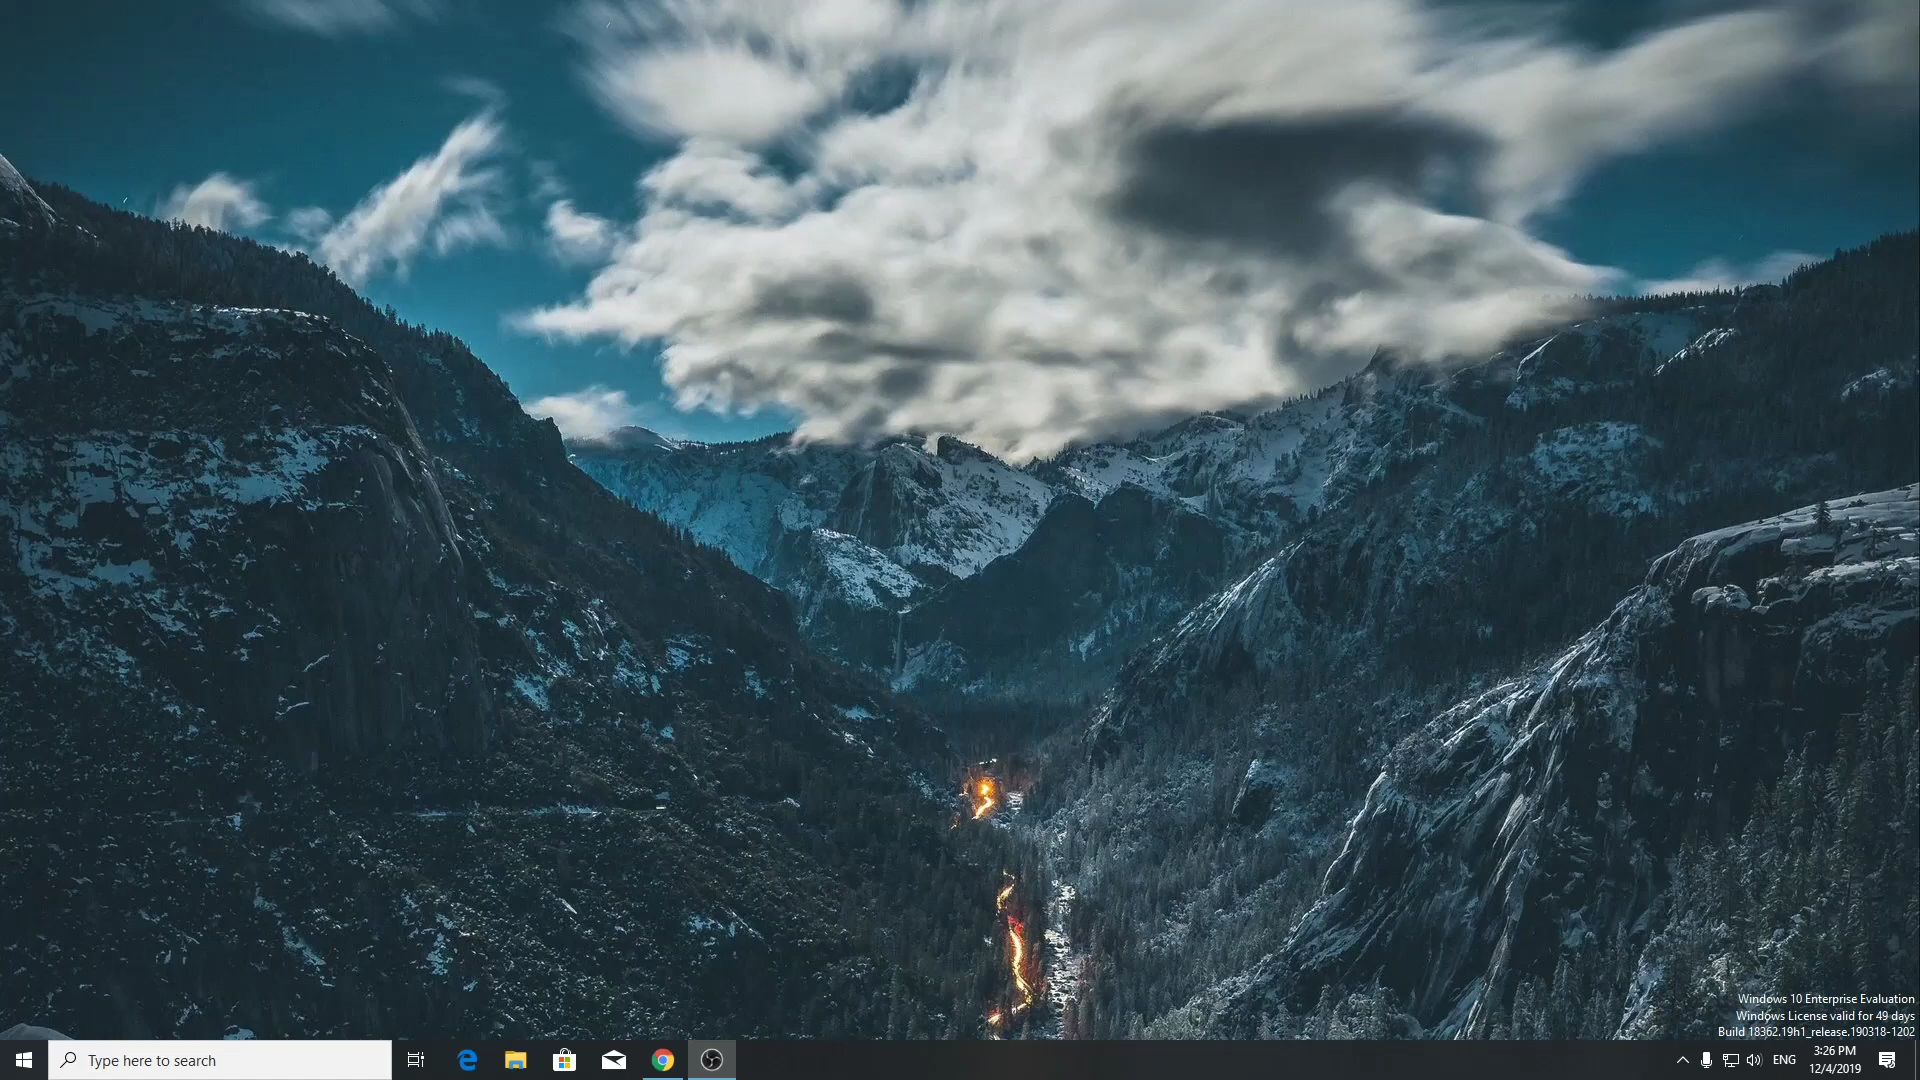 Windows 10 Enterprise Evaluation
Windows License valid for 49 days
Build 18362.19h1_release.190318-1202
Type here to search
ENG
3:26 PM
12/4/2019